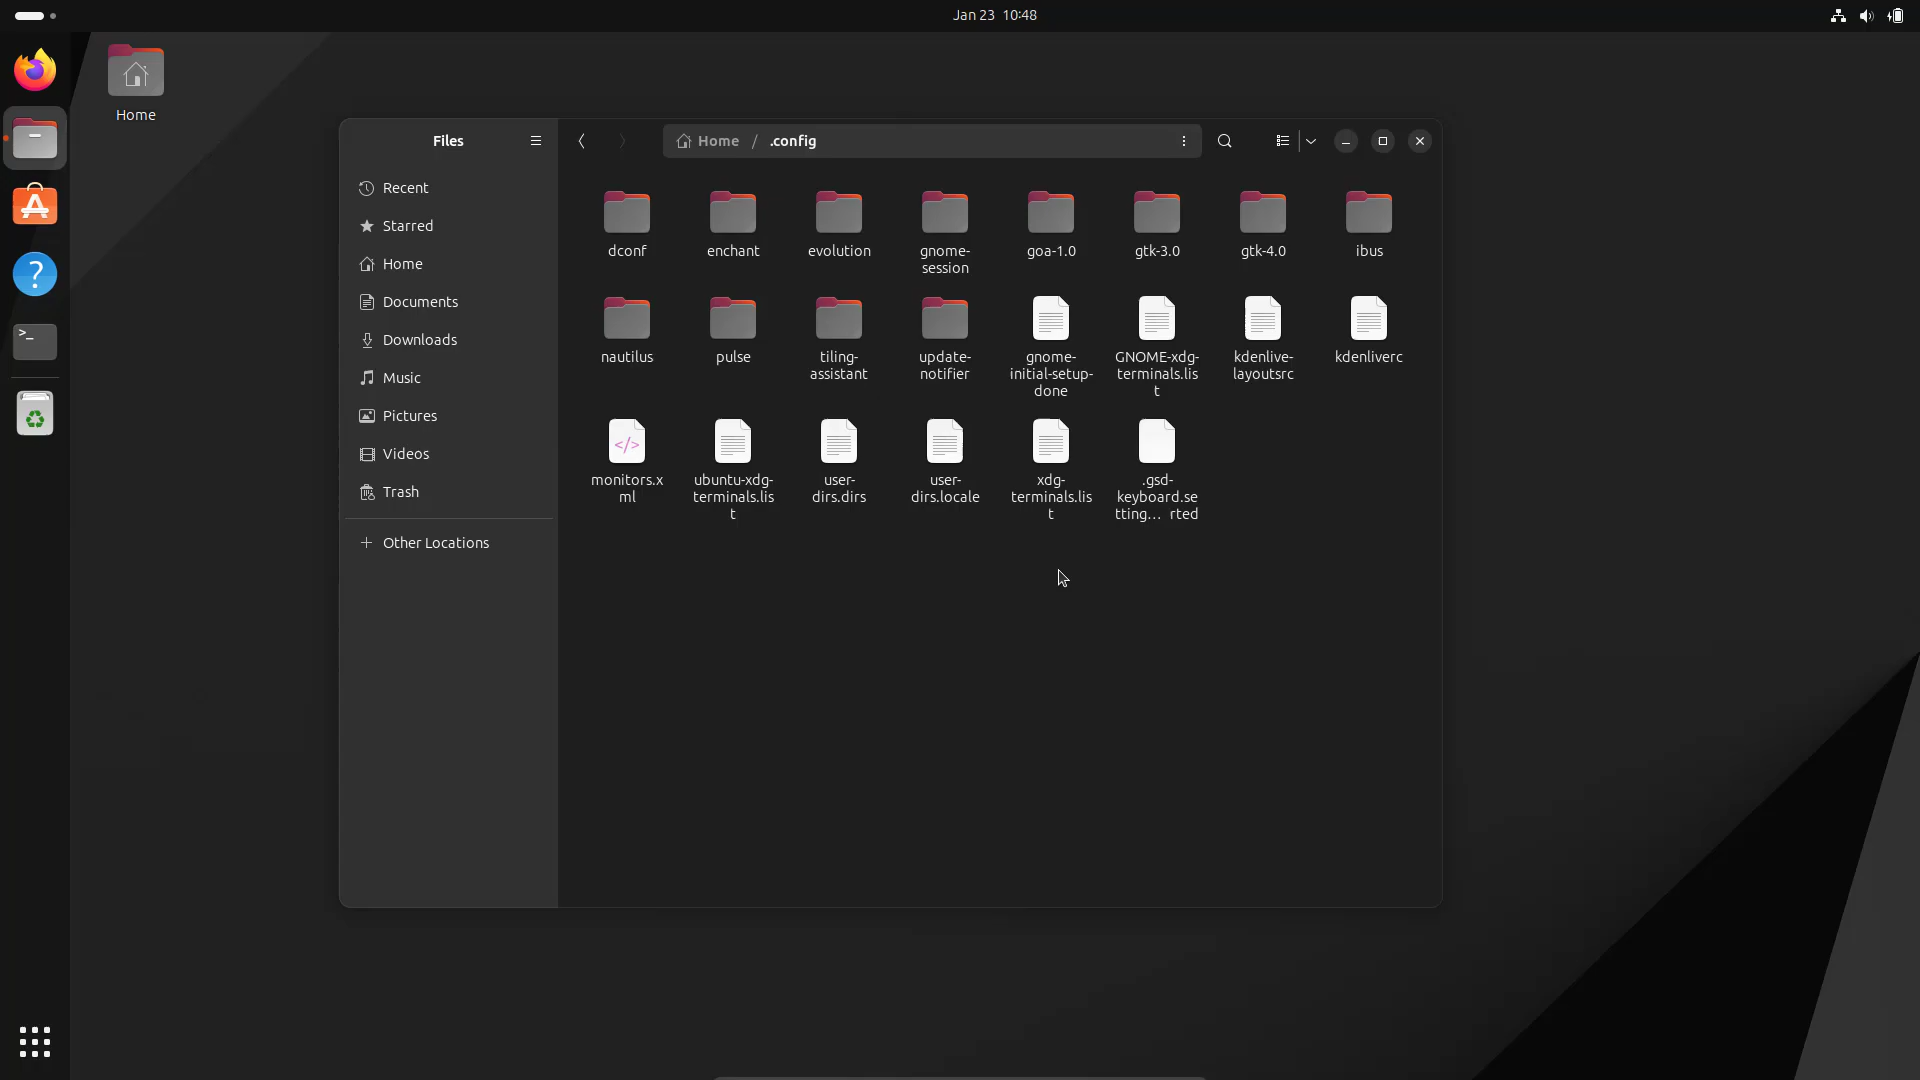 Jan 23 10:48
Home
Files
Home / .config
Recent
Starred
Home
Documents
Downloads
Music
Pictures
Videos
Trash
Other Locations
dconf
enchant
evolution
gnome-
session
goa-1.0
gtk-3.0
gtk-4.0
ibus
nautilus
pulse
tiling-
assistant
update-
notifier
gnome-
initial-setup-
done
GNOME-xdg-
terminals.lis
t
kdenlive-
layoutsrc
kdenliverc
monitors.x
ml
ubuntu-xdg-
terminals.lis
t
user-
dirs.dirs
user-
dirs.locale
xdg-
terminals.lis
t
.gsd-
keyboard.se
tting… rted